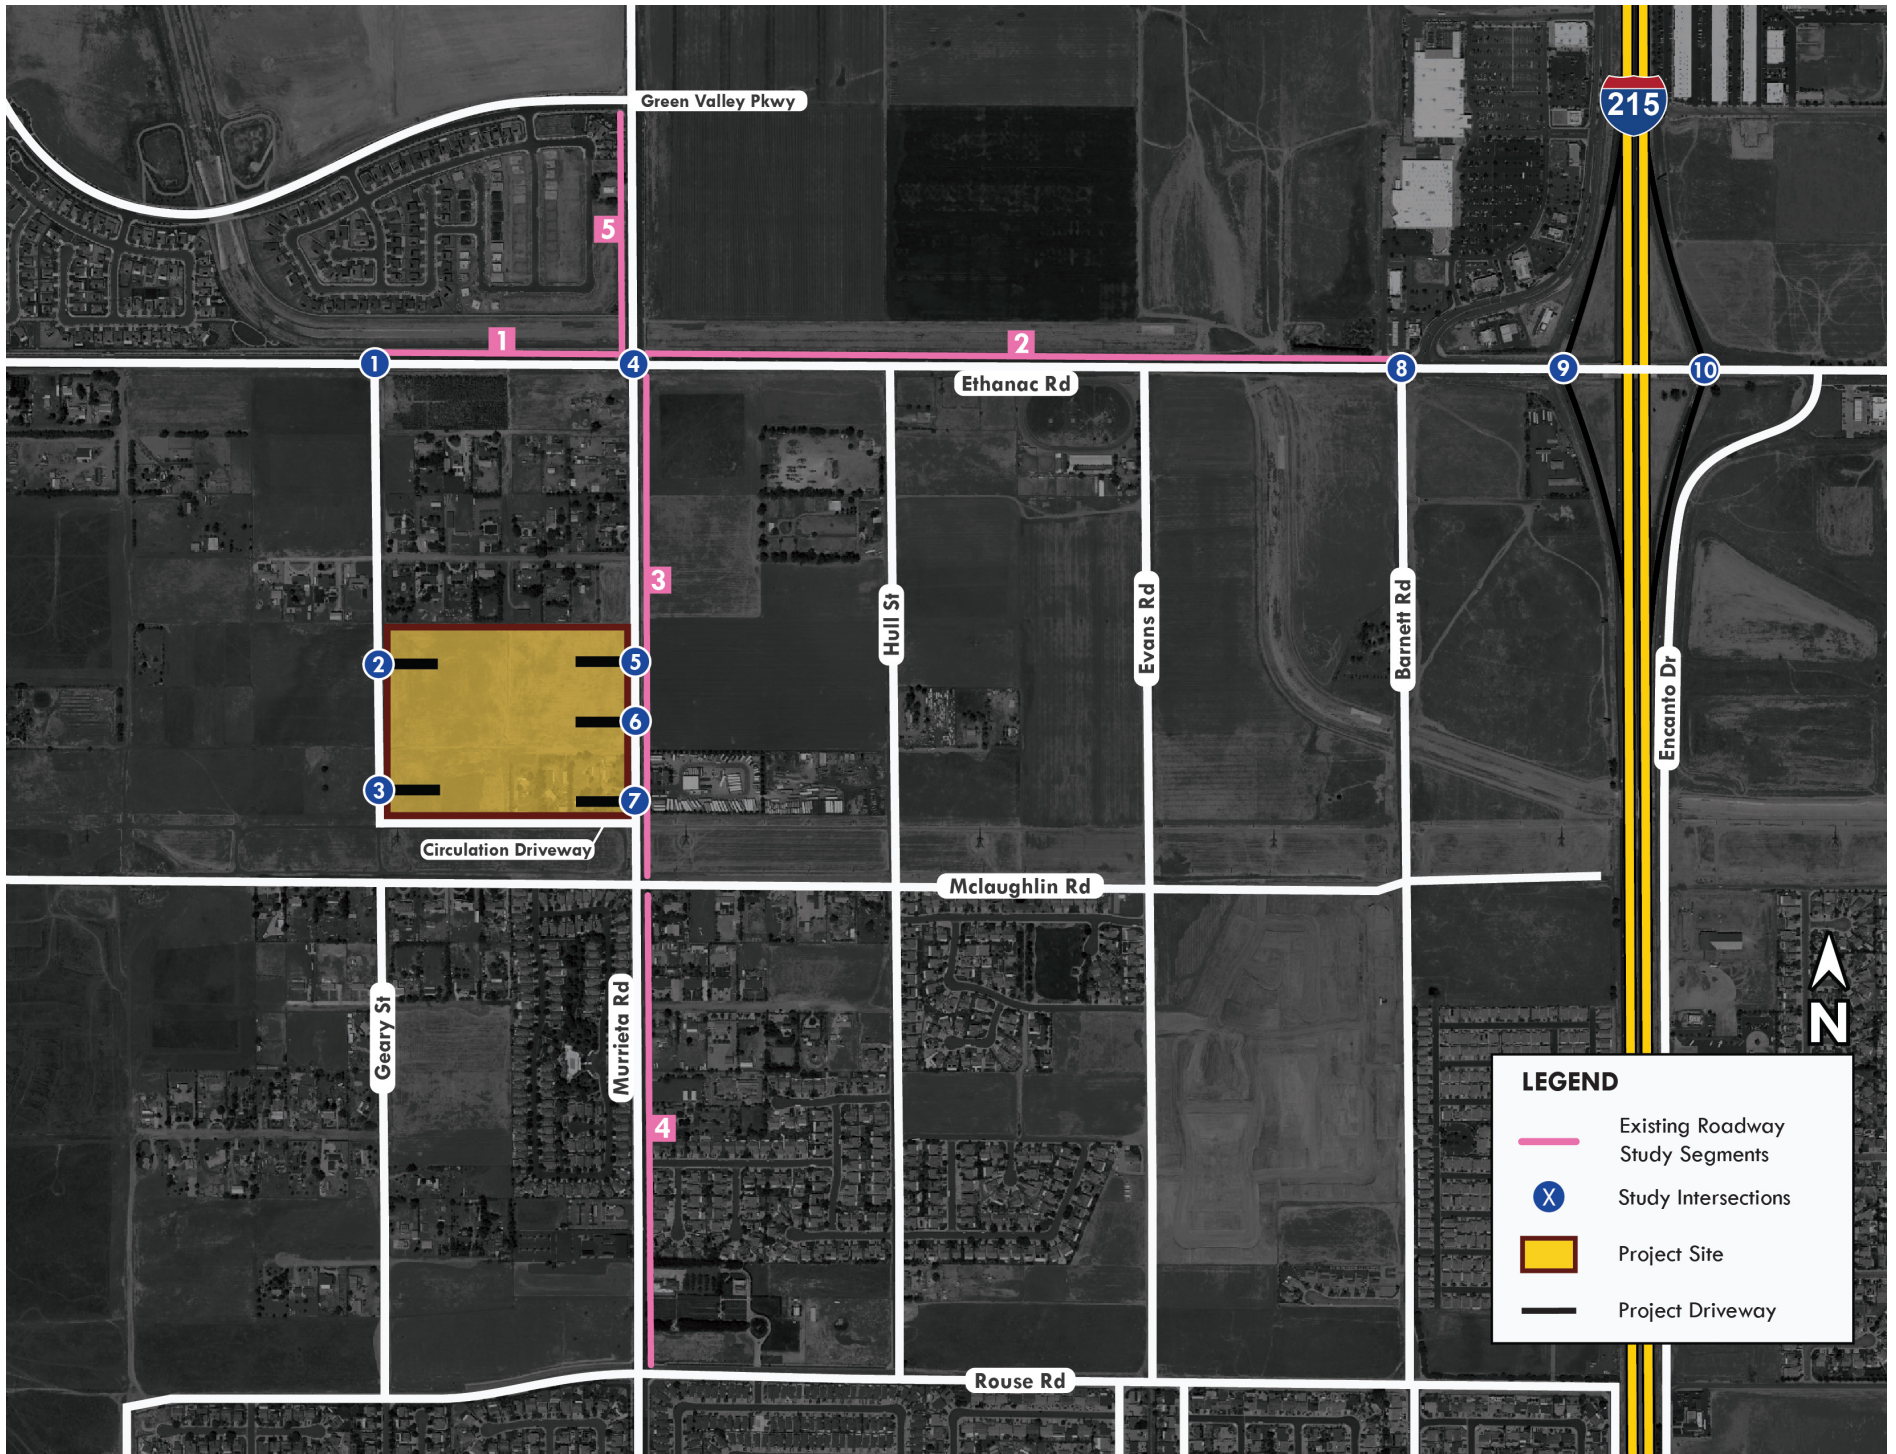 Green Valley Pkwy
215
5
1
2
1
4
8
9
10
Ethanac Rd
3
Hull St
Evans Rd
Barnett Rd
Encanto Dr
2
5
6
3
7
Circulation Driveway
Mclaughlin Rd
Geary St
Murrieta Rd
4
N
LEGEND
Existing Roadway
Study Segments
X
Study Intersections
Project Site
Project Driveway
Rouse Rd